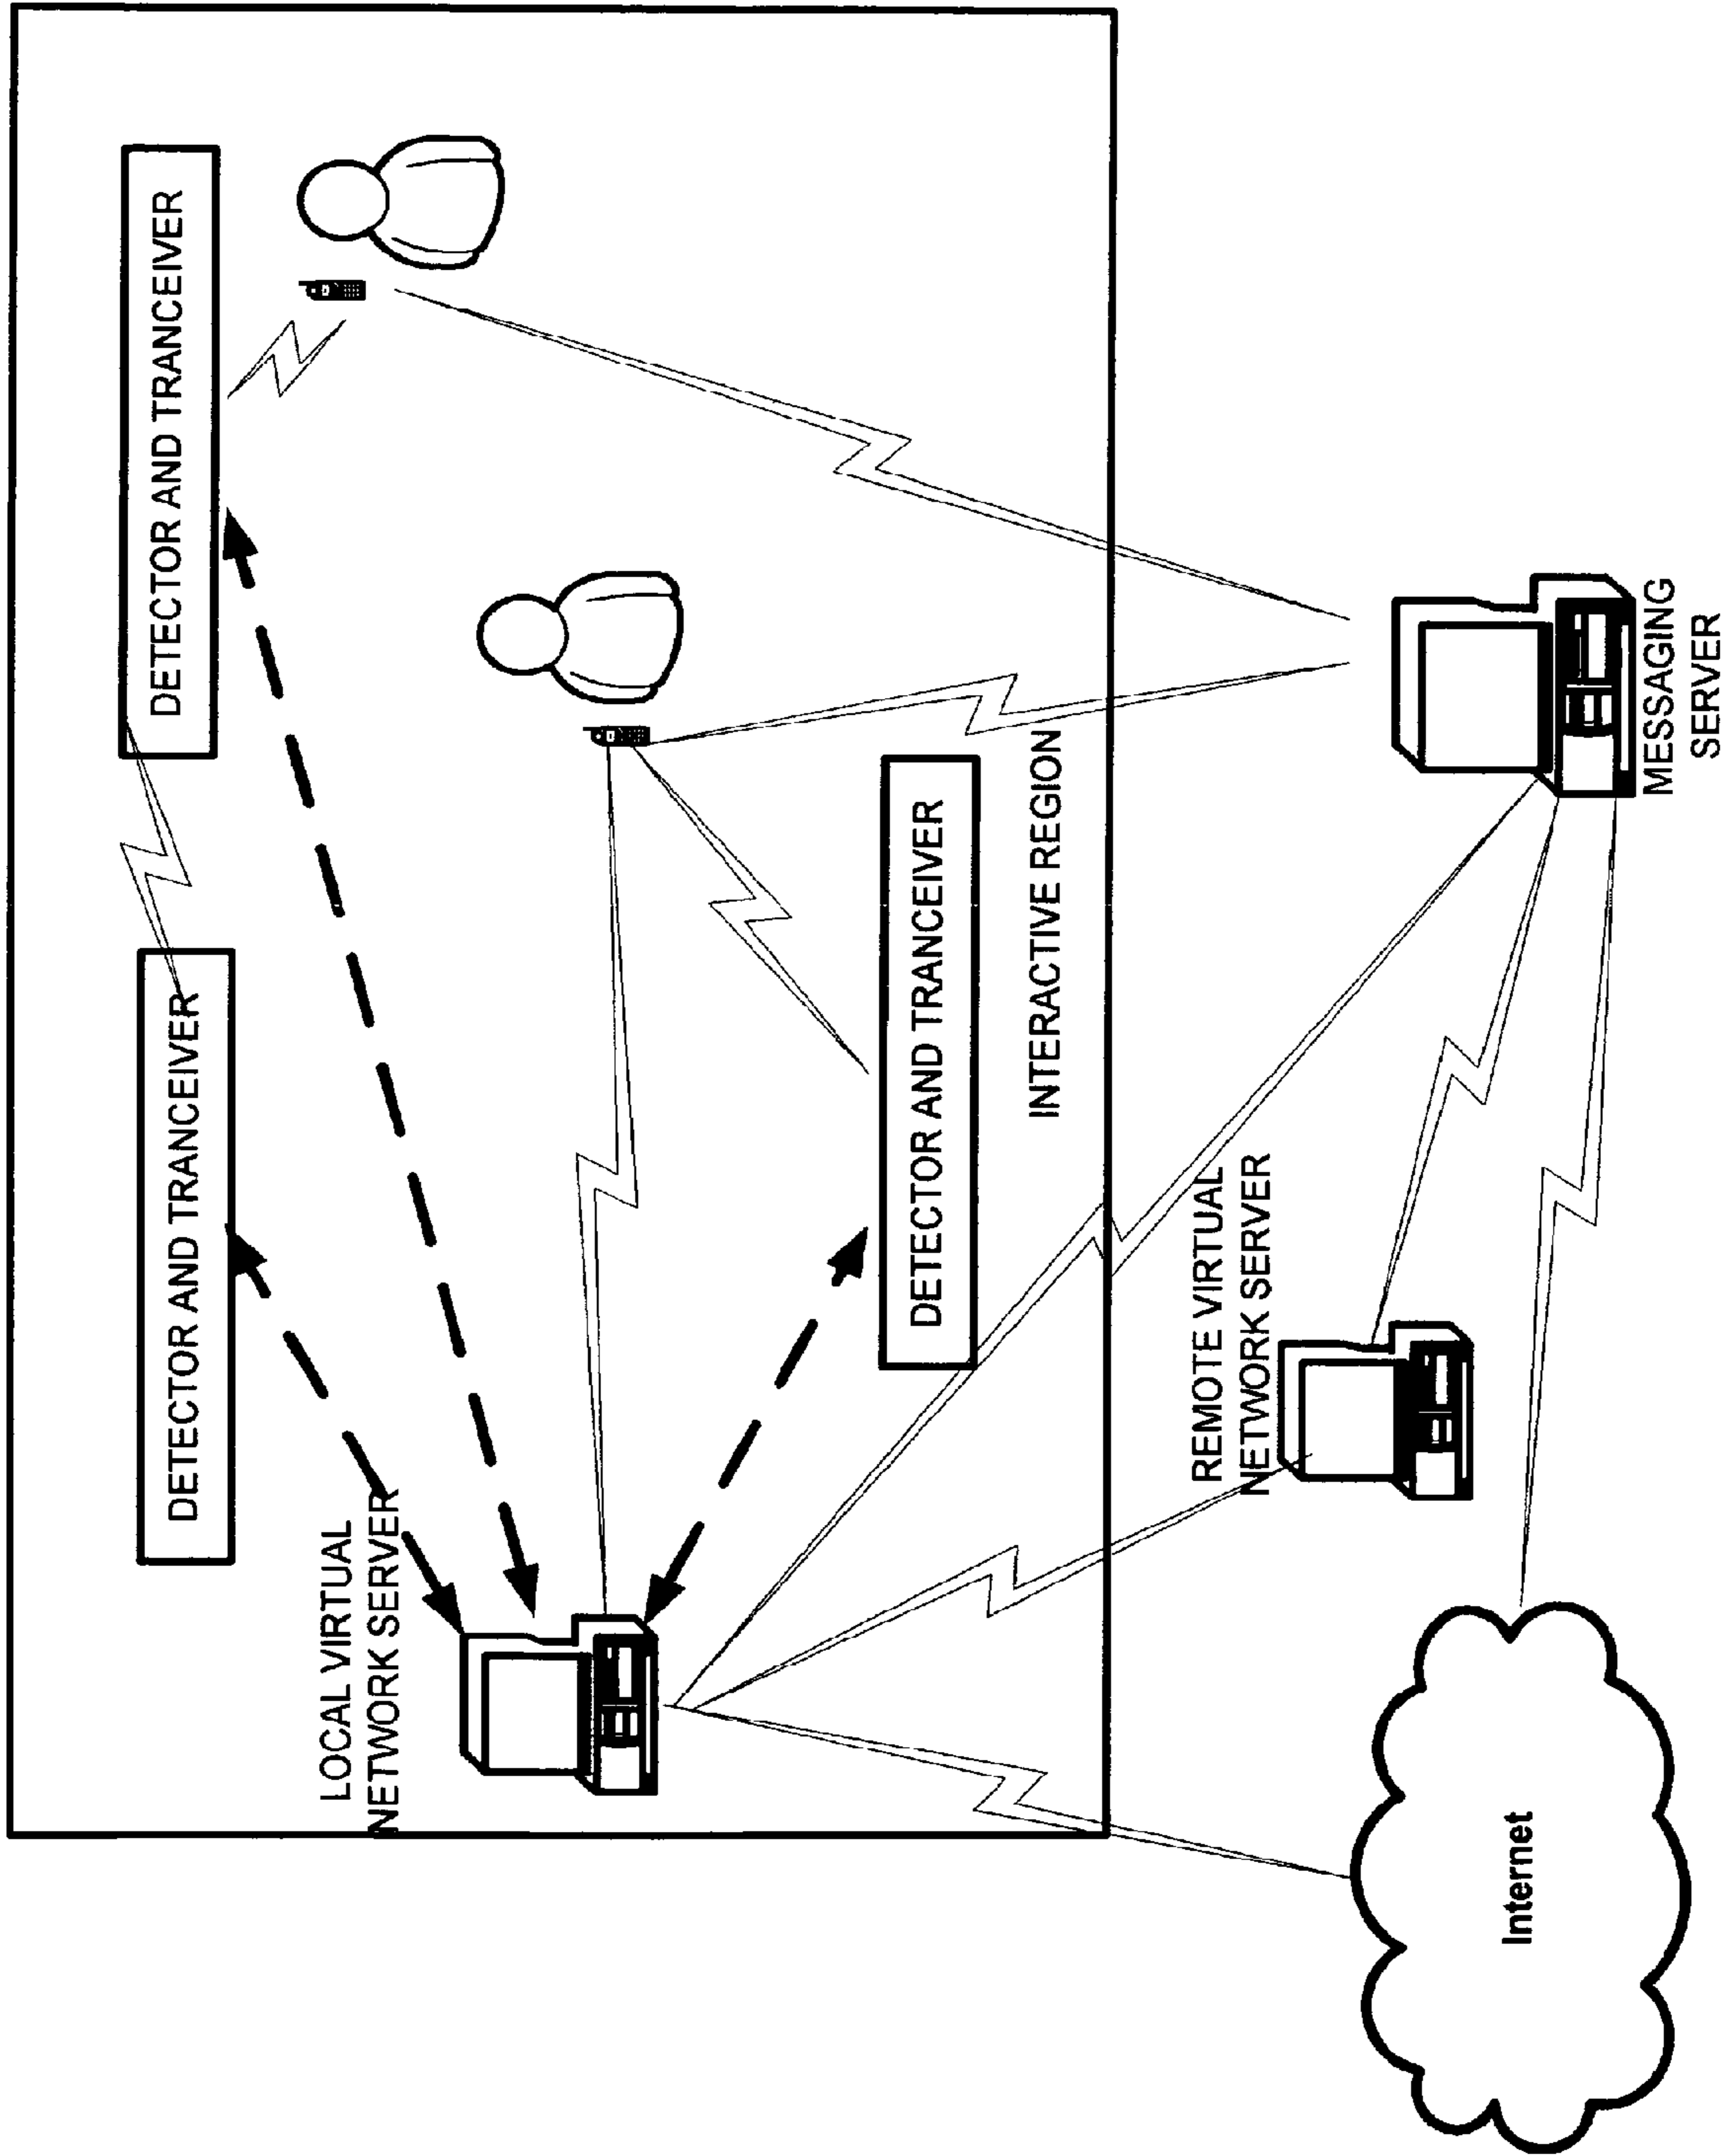 DETECTOR AND TRANCEIVER
DETECTOR AND TRANCEIVER
LOCAL VIRTUAL
NETWORK SERVER
DETECTOR AND TRANCEIVER
INTERACTIVE REGION
REMOTE VIRTUAL
NETWORK SERVER
Internet
MESSAGING
SERVER